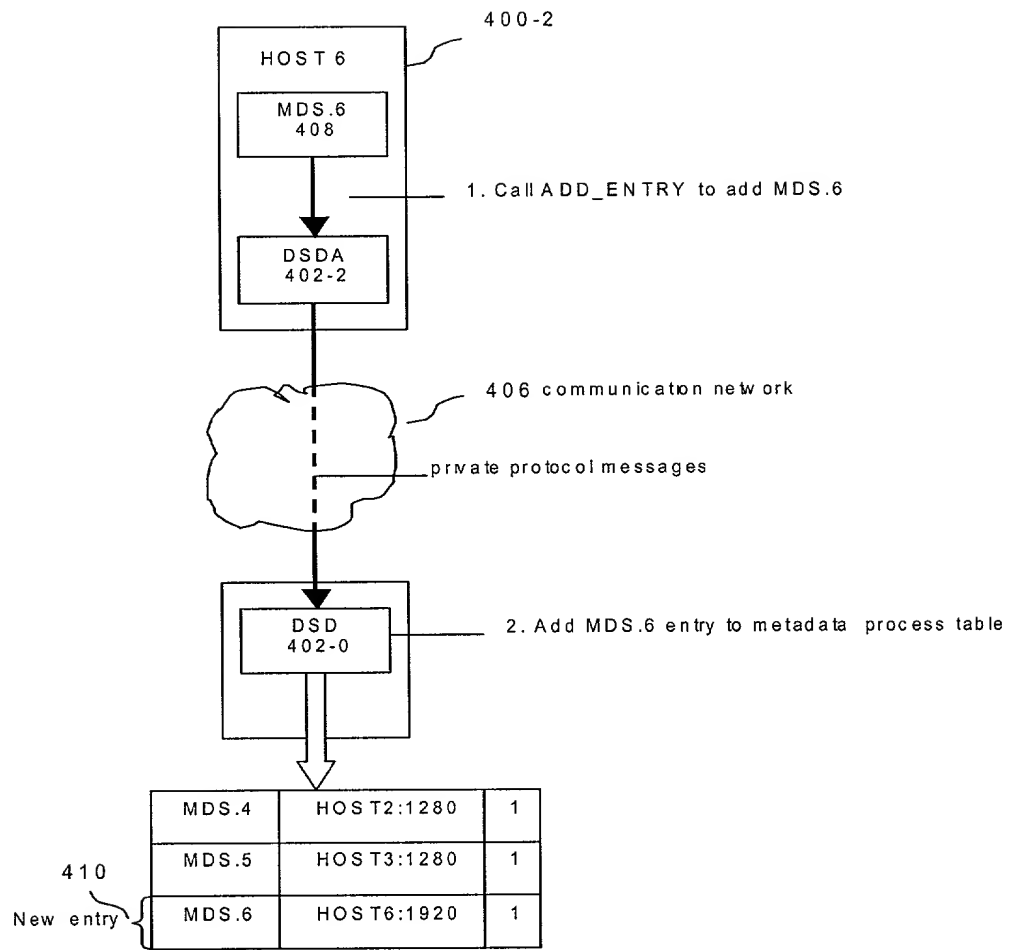 400-2
HOST 6
MDS.6
408
1. Call ADD_ENTRY to add MDS.6
DSDA
402-2
406 communication network
private protocol messages
DSD
402-0
2. Add MDS.6 entry to metadata process table
MDS.4 HOST2:1280 1
MDS.5 HOST3:1280 1
410
New entry
MDS.6 HOST6:1920 1